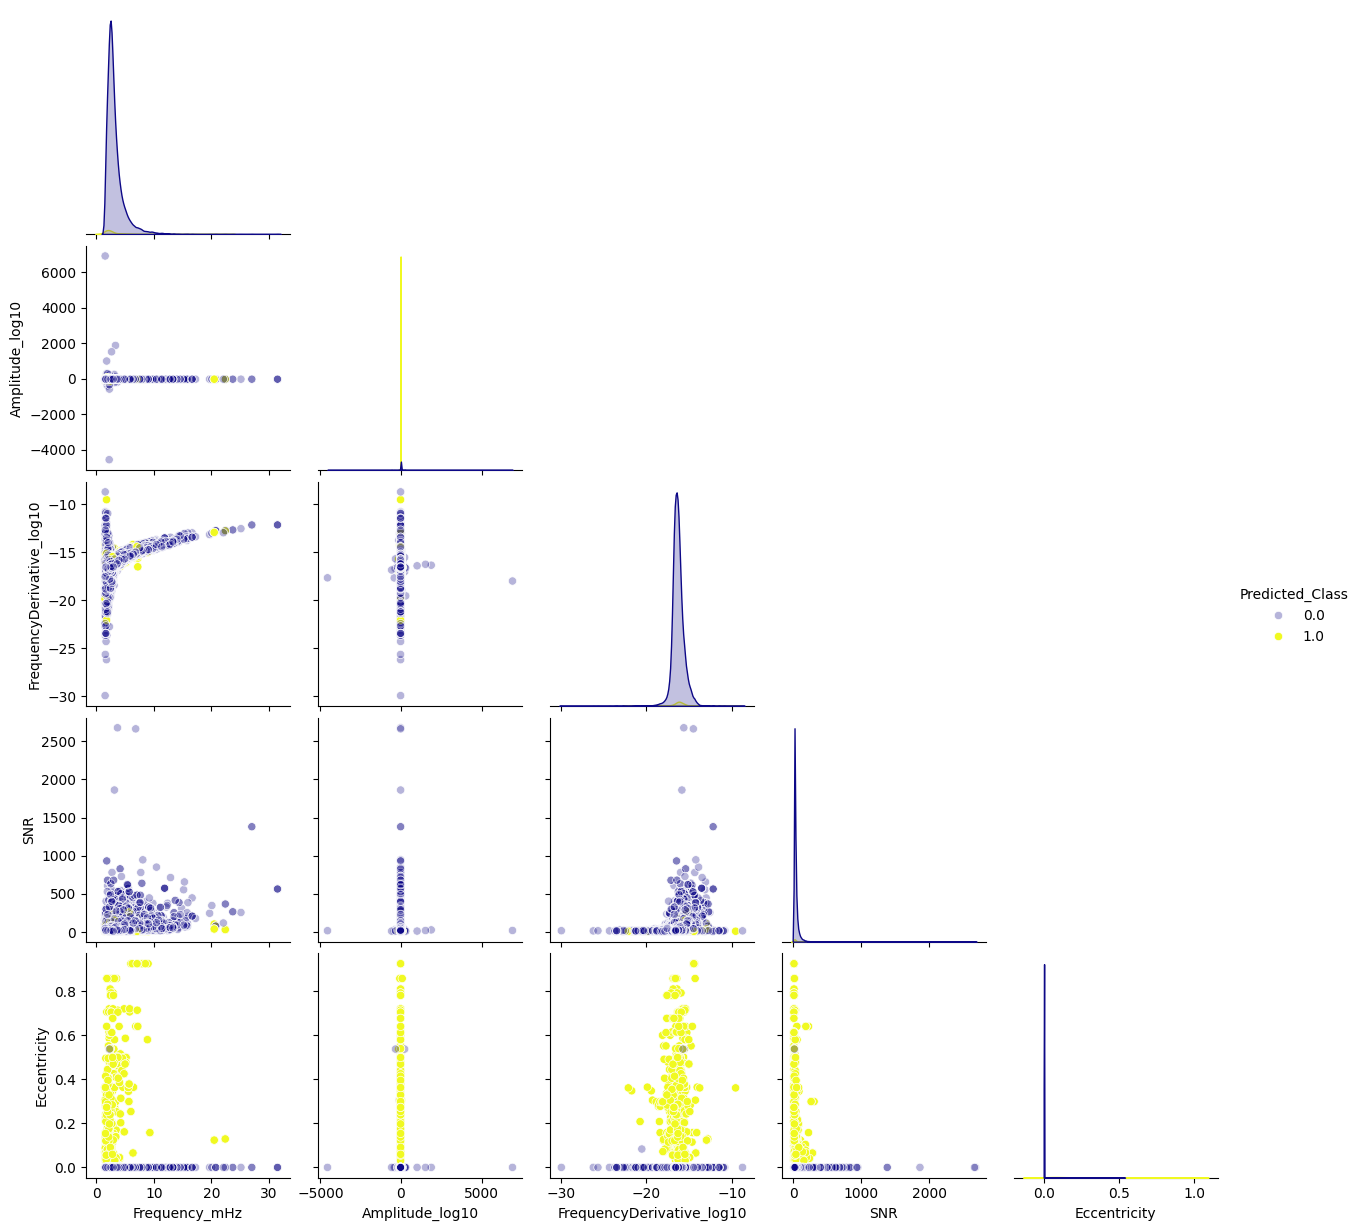 6000
4000
2000
0
−2000
−4000
Amplitude_log10
−10
−15
−20
−25
−30
FrequencyDerivative_log10
Predicted_Class
0.0
1.0
2500
2000
1500
1000
500
0
SNR
0.8
0.6
0.4
0.2
0.0
Eccentricity
0 10 20 30
Frequency_mHz
−5000 0 5000
Amplitude_log10
−30 −20 −10
FrequencyDerivative_log10
0 1000 2000
SNR
0.0 0.5 1.0
Eccentricity